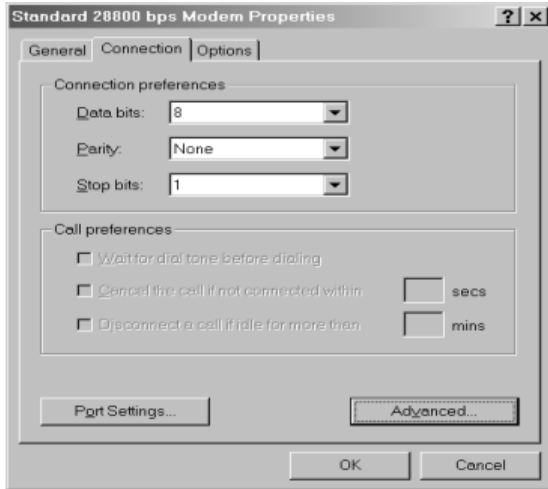 Standard 28800 bps Modem Properties ? ×
General Connection Options
Connection preferences
Data bits: 8
Parity: None
Stop bits: 1
Call preferences
Wait for dial tone before dialing
Cancel the call if not connected within secs
Disconnect a call if idle for more than mins
Port Settings... Advanced...
OK Cancel